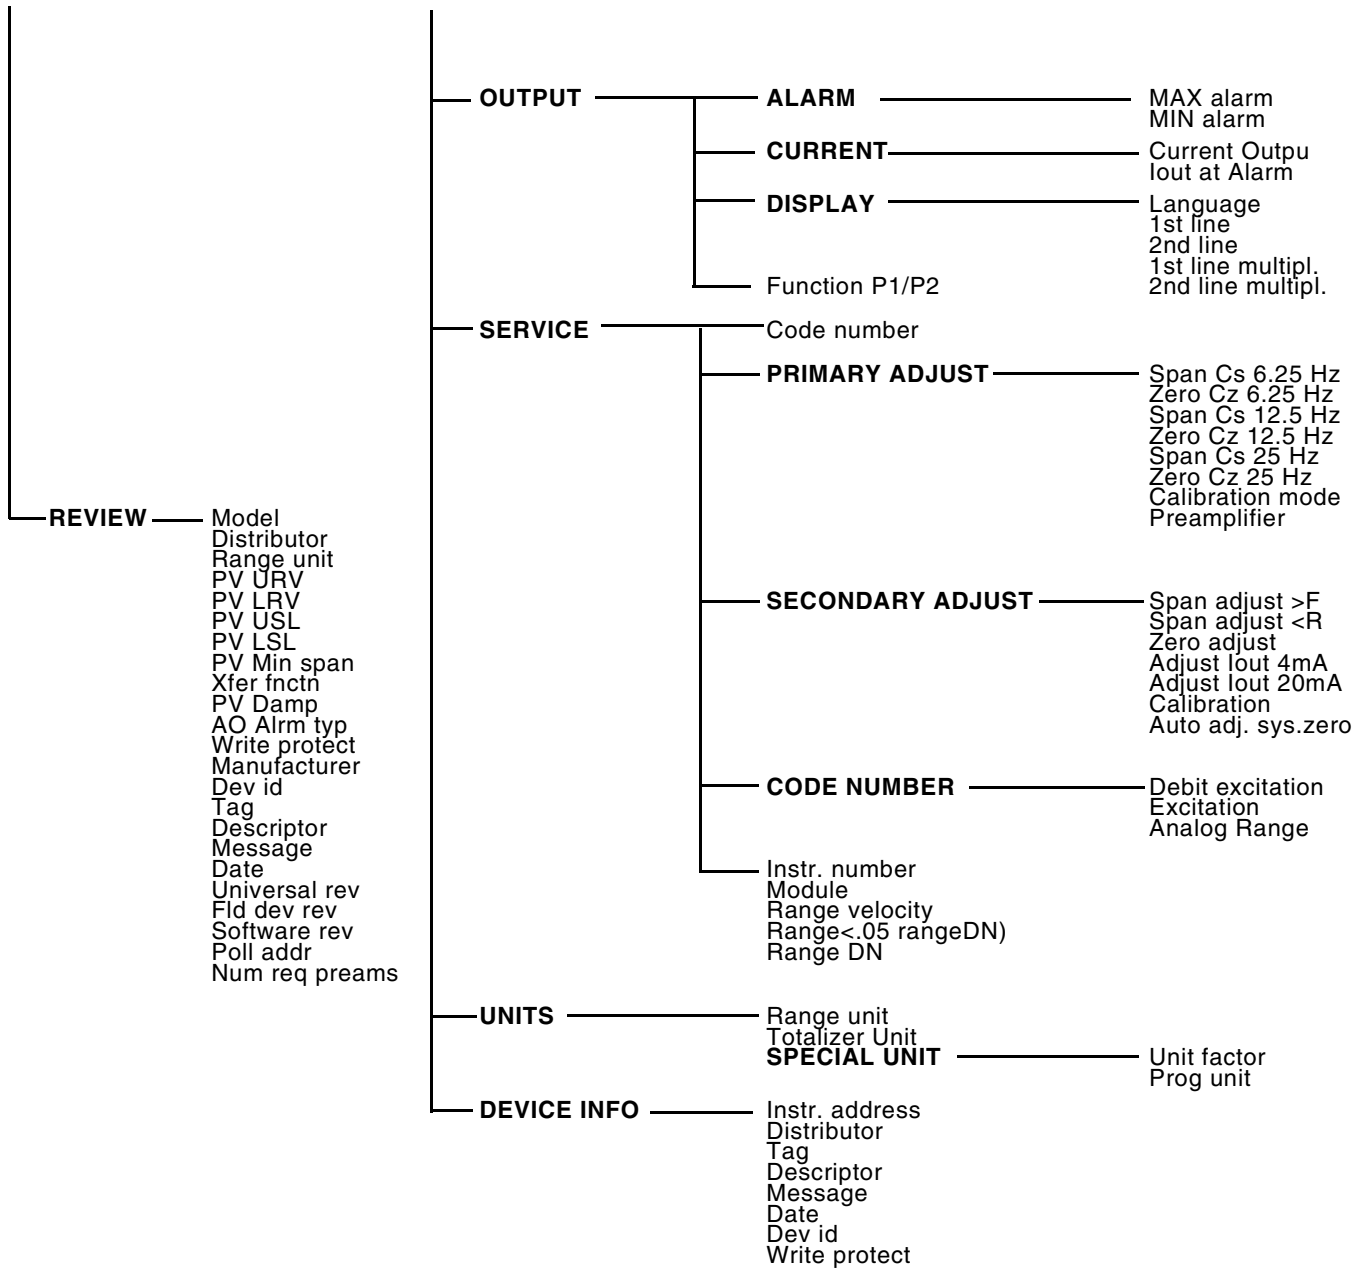 OUTPUT
ALARM
MAX alarm
MIN alarm
CURRENT
Current Outpu
Iout at Alarm
DISPLAY
Language
1st line
2nd line
1st line multipl.
2nd line multipl.
Function P1/P2
SERVICE
Code number
PRIMARY ADJUST
Span Cs 6.25 Hz
Zero Cz 6.25 Hz
Span Cs 12.5 Hz
Zero Cz 12.5 Hz
Span Cs 25 Hz
Zero Cz 25 Hz
Calibration mode
Preamplifier
REVIEW
Model
Distributor
Range unit
PV URV
PV LRV
PV USL
PV LSL
PV Min span
Xfer fnctn
PV Damp
AO Alrm typ
Write protect
Manufacturer
Dev id
Tag
Descriptor
Message
Date
Universal rev
Fld dev rev
Software rev
Poll addr
Num req preams
SECONDARY ADJUST
Span adjust >F
Span adjust <R
Zero adjust
Adjust Iout 4mA
Adjust Iout 20mA
Calibration
Auto adj. sys.zero
CODE NUMBER
Debit excitation
Excitation
Analog Range
Instr. number
Module
Range velocity
Range<.05 rangeDN)
Range DN
UNITS
Range unit
Totalizer Unit
SPECIAL UNIT
Unit factor
Prog unit
DEVICE INFO
Instr. address
Distributor
Tag
Descriptor
Message
Date
Dev id
Write protect